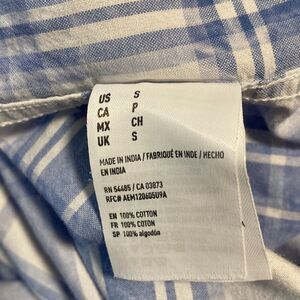 US S
CA P
MX CH
UK S
MADE IN INDIA / FABRIQUÉ EN INDE / HECHO
EN INDIA
RN 54485 / CA 03873
RFC# AEM120605U9A
EN 100% COTTON
FR 100% COTON
SP 100% algodón